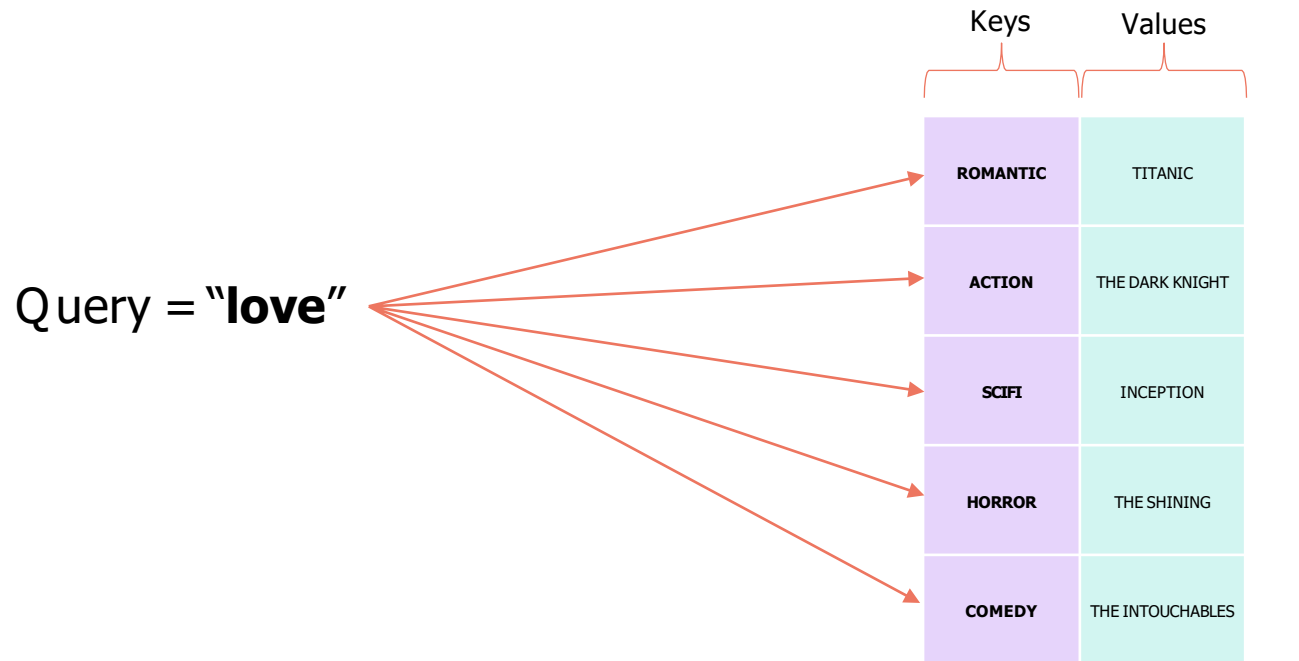 Keys Values
Query = “love”
ROMANTIC TITANIC
ACTION THE DARK KNIGHT
SCIFI INCEPTION
HORROR THE SHINING
COMEDY THE INTOUCHABLES